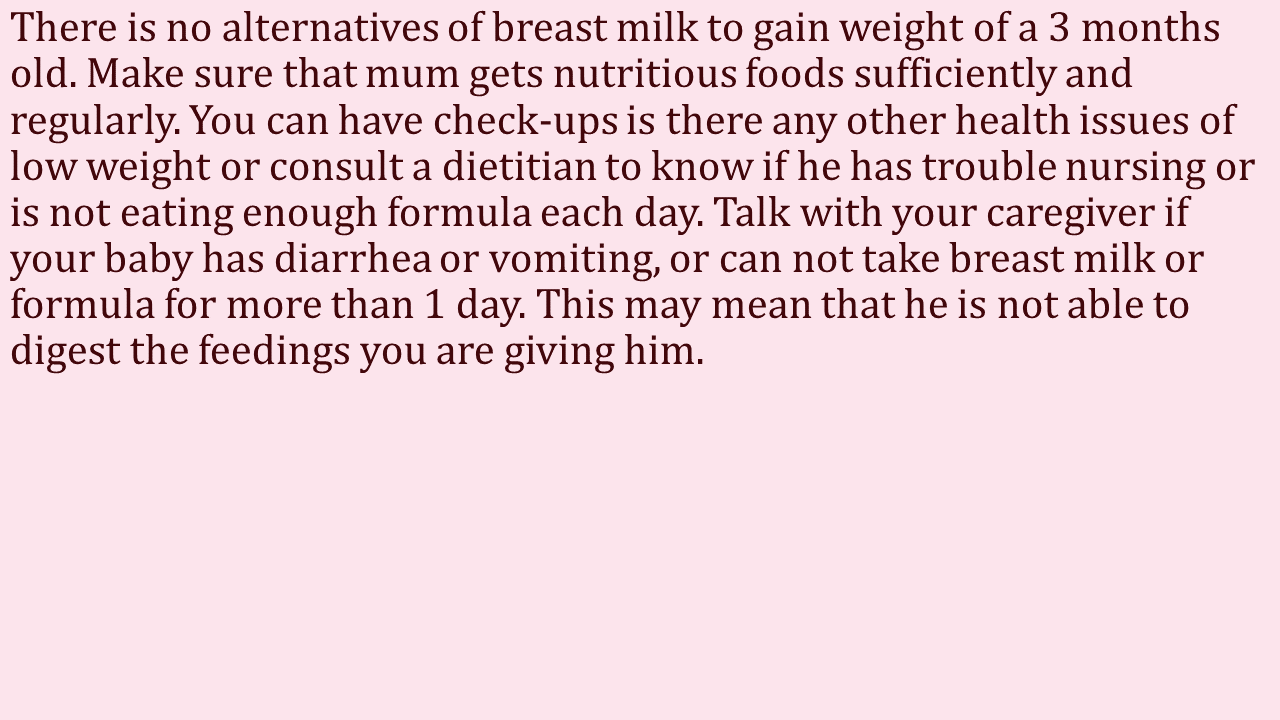 There is no alternatives of breast milk to gain weight of a 3 months
old. Make sure that mum gets nutritious foods sufficiently and
regularly. You can have check-ups is there any other health issues of
low weight or consult a dietitian to know if he has trouble nursing or
is not eating enough formula each day. Talk with your caregiver if
your baby has diarrhea or vomiting, or can not take breast milk or
formula for more than 1 day. This may mean that he is not able to
digest the feedings you are giving him.